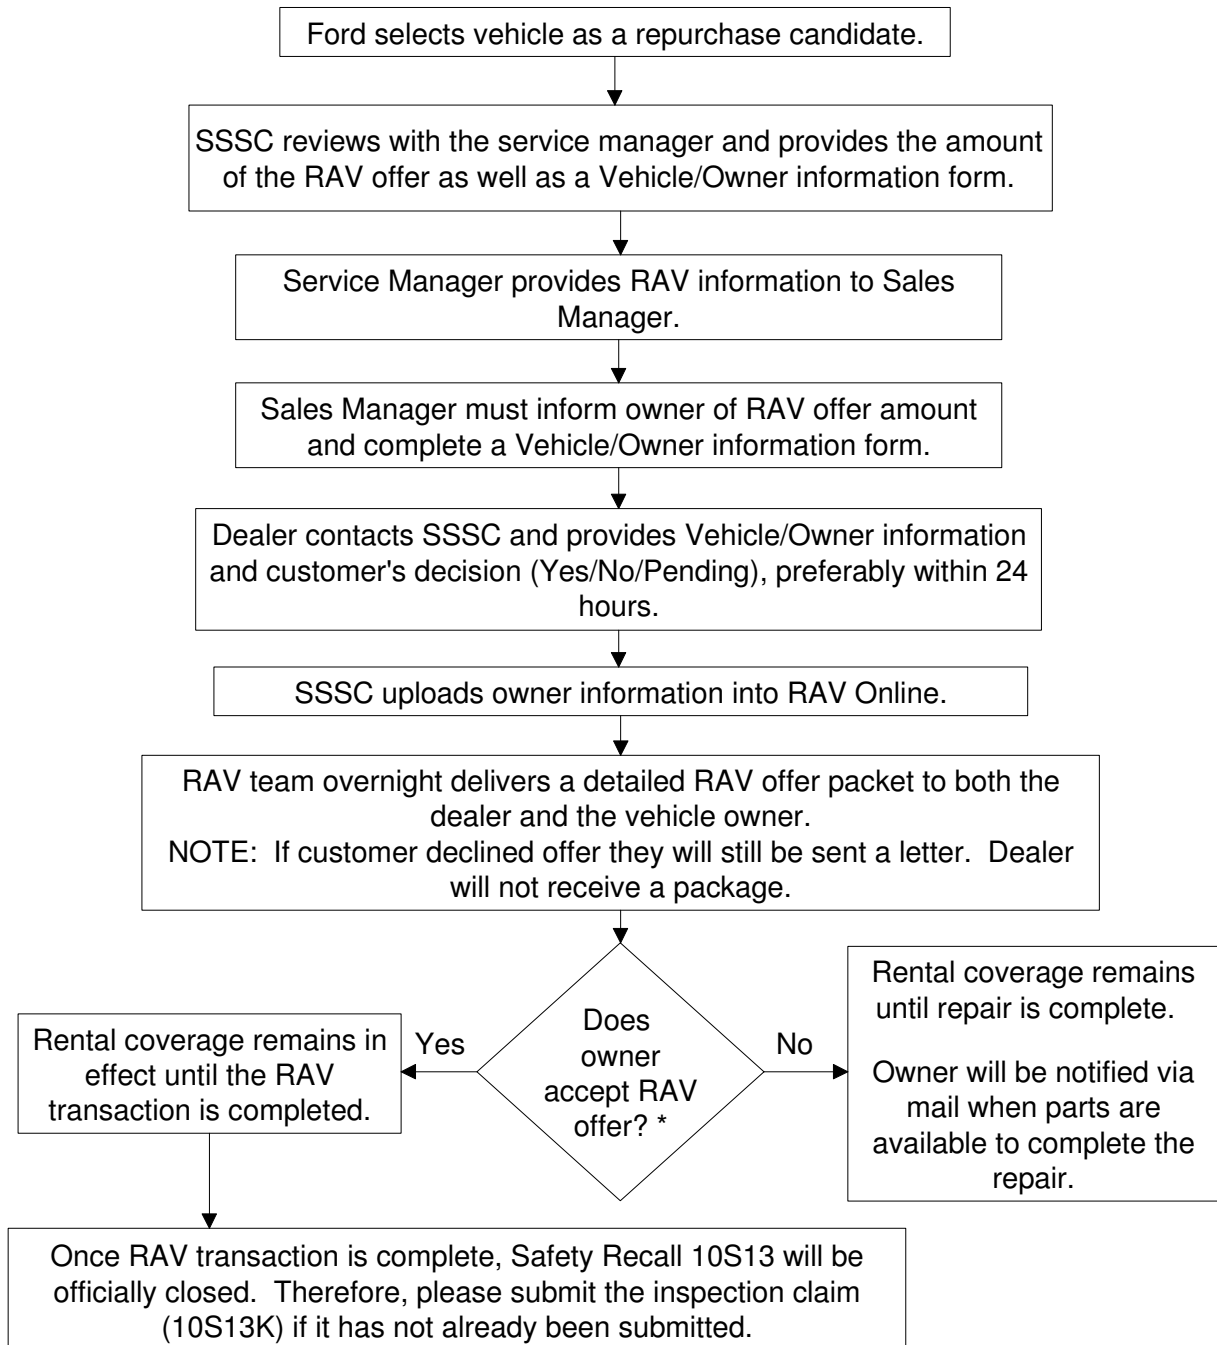 Ford selects vehicle as a repurchase candidate.
SSSC reviews with the service manager and provides the amount
of the RAV offer as well as a Vehicle/Owner information form.
Service Manager provides RAV information to Sales
Manager.
Sales Manager must inform owner of RAV offer amount
and complete a Vehicle/Owner information form.
Dealer contacts SSSC and provides Vehicle/Owner information
and customer's decision (Yes/No/Pending), preferably within 24
hours.
SSSC uploads owner information into RAV Online.
RAV team overnight delivers a detailed RAV offer packet to both the
dealer and the vehicle owner.
NOTE:  If customer declined offer they will still be sent a letter.  Dealer
will not receive a package.
Does
owner
accept RAV
offer? *
Yes
Rental coverage remains in
effect until the RAV
transaction is completed.
No
Rental coverage remains
until repair is complete.
Owner will be notified via
mail when parts are
available to complete the
repair.
Once RAV transaction is complete, Safety Recall 10S13 will be
officially closed.  Therefore, please submit the inspection claim
(10S13K) if it has not already been submitted.